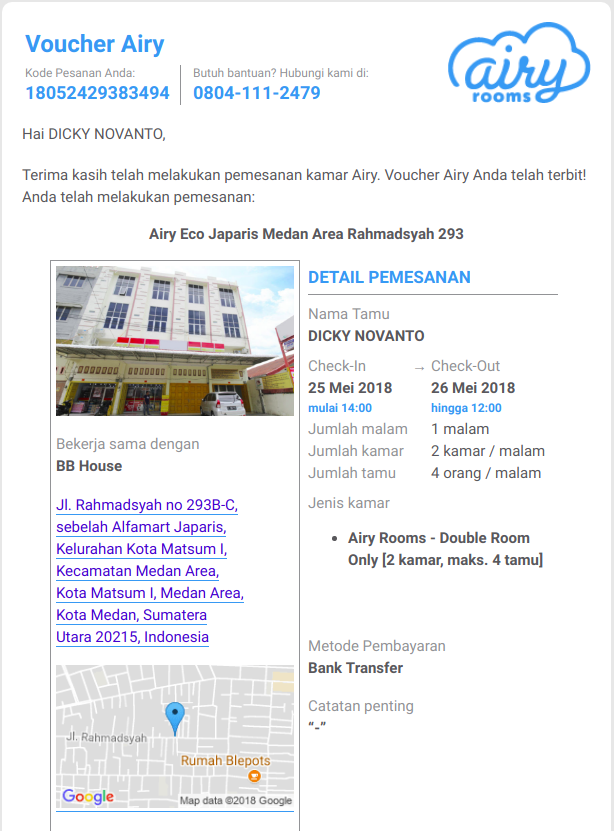 Voucher Airy
airy
rooms
Kode Pesanan Anda:
18052429383494
Butuh bantuan? Hubungi kami di:
0804-111-2479
Hai DICKY NOVANTO,
Terima kasih telah melakukan pemesanan kamar Airy. Voucher Airy Anda telah terbit!
Anda telah melakukan pemesanan:
Airy Eco Japaris Medan Area Rahmadsyah 293
Bekerja sama dengan
BB House
Jl. Rahmadsyah no 293B-C,
sebelah Alfamart Japaris,
Kelurahan Kota Matsum I,
Kecamatan Medan Area,
Kota Matsum I, Medan Area,
Kota Medan, Sumatera
Utara 20215, Indonesia
Jl. Rahmadsyah
Rumah Blepots
Google
Map data ©2018 Google
DETAIL PEMESANAN
Nama Tamu
DICKY NOVANTO
Check-In → Check-Out
25 Mei 2018 26 Mei 2018
mulai 14:00 hingga 12:00
Jumlah malam 1 malam
Jumlah kamar 2 kamar / malam
Jumlah tamu 4 orang / malam
Jenis kamar
• Airy Rooms - Double Room
Only [2 kamar, maks. 4 tamu]
Metode Pembayaran
Bank Transfer
Catatan penting
“-”